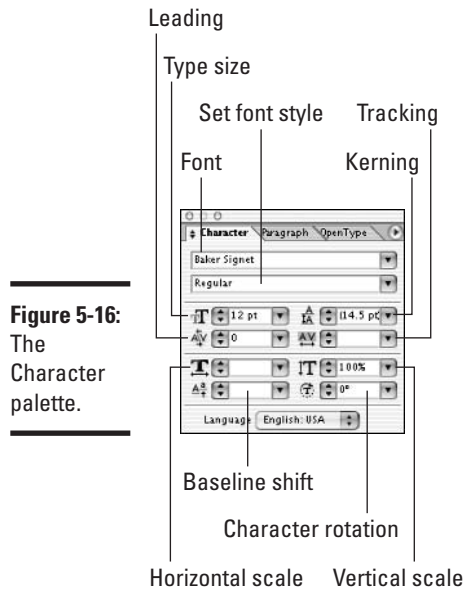 Leading
Type size
Set font style Tracking
Font Kerning
Character Paragraph OpenType
Baker Signet
Regular
12 pt (14.5 pt
0
100%
0°
Language English: USA
Figure 5-16:
The
Character
palette.
Baseline shift
Character rotation
Horizontal scale Vertical scale